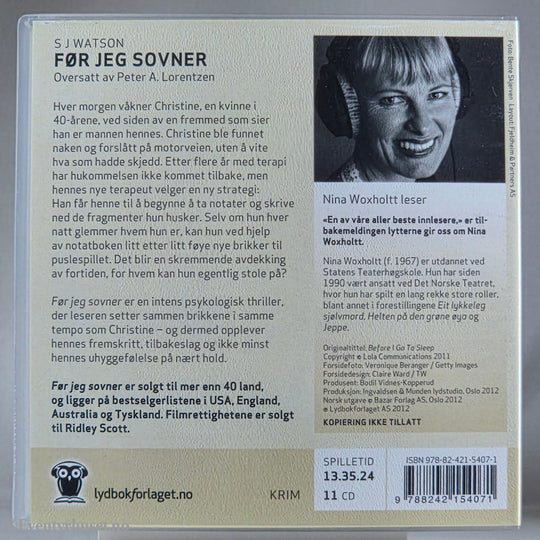 S J WATSON
FØR JEG SOVNER
Oversatt av Peter A. Lorentzen
Hver morgen våkner Christine, en kvinne i
40-årene, ved siden av en fremmed som sier
han er mannen hennes. Christine ble funnet
naken og forslått på motorveien, uten å vite
hva som hadde skjedd. Etter flere år med terapi
har hukommelsen ikke kommet tilbake, men
hennes nye terapeut velger en ny strategi:
Han får henne til å begynne å ta notater og skrive
ned de fragmenter hun husker. Selv om hun hver
natt glemmer hvem hun er, kan hun ved hjelp
av notatboken litt etter litt føye nye brikker til
puslespillet. Det blir en skremmende avdekking
av fortiden, for hvem kan hun egentlig stole på?
Før jeg sovner er en intens psykologisk thriller,
der leseren setter sammen brikkene i samme
tempo som Christine – og dermed opplever
hennes fremskritt, tilbakeslag og ikke minst
hennes uhyggefølelse på nært hold.
Før jeg sovner er solgt til mer enn 40 land,
og ligger på bestselgerlistene i USA, England,
Australia og Tyskland. Filmrettighetene er solgt
til Ridley Scott.
Foto: Bente Skjerven Layout: Fjeldheim & Partners AS
Nina Woxholtt leser
«En av våre aller beste innlesere,» er til-
bakemeldingen lytterne gir oss om Nina
Woxholtt.
Nina Woxholtt (f. 1967) er utdannet ved
Statens Teaterhøgskole. Hun har siden
1990 vært ansatt ved Det Norske Teatret,
hvor hun har spilt en lang rekke store roller,
blant annet i forestillingene Eit lykkeleg
sjølvmord, Helten på den grøne øya og
Jeppe.
Originaltittel: Before I Go To Sleep
Copyright © Lola Communications 2011
Forsidefoto: Veronique Beranger / Getty Images
Forsidedesign: Claire Ward / TW
Produsent: Bodil Vidnes-Kopperud
Produksjon: Ingvaldsen & Munden lydstudio, Oslo 2012
Norsk utgave © Bazar Forlag AS, Oslo 2012
℗ Lydbokforlaget AS 2012
KOPIERING IKKE TILLATT
lydbokforlaget.no
KRIM
SPILLETID
13.35.24
11 CD
ISBN 978-82-421-5407-1
9 788242 154071
Eventyrhuset.no